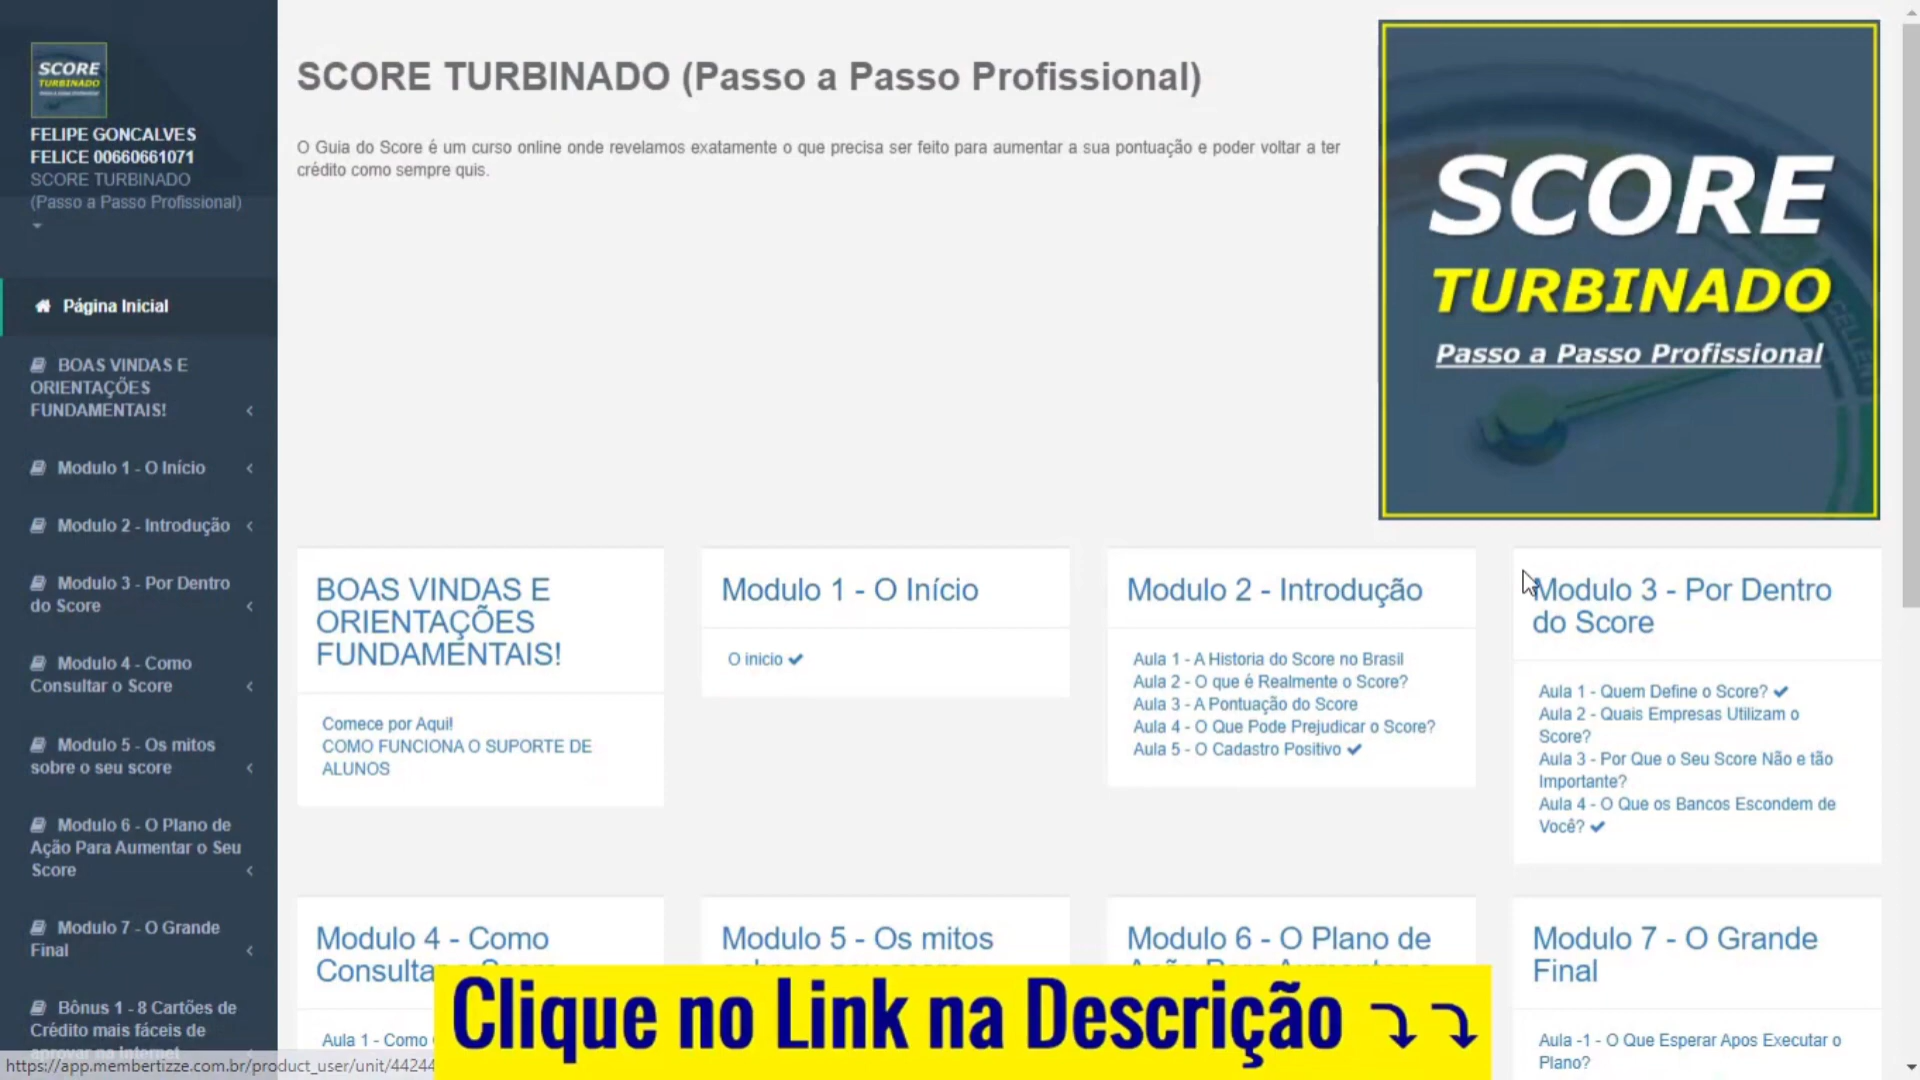 SCORE
TURBINADO
FELIPE GONCALVES
FELICE 00660661071
SCORE TURBINADO
(Passo a Passo Profissional)
Página Inicial
BOAS VINDAS E
ORIENTAÇÕES
FUNDAMENTAIS!
Modulo 1 - O Início
Modulo 2 - Introdução
Modulo 3 - Por Dentro
do Score
Modulo 4 - Como
Consultar o Score
Modulo 5 - Os mitos
sobre o seu score
Modulo 6 - O Plano de
Ação Para Aumentar o Seu
Score
Modulo 7 - O Grande
Final
Bônus 1 - 8 Cartões de
Crédito mais fáceis de
aprovar na Internet
https://app.membertizze.com.br/product_user/unit/44244
SCORE TURBINADO (Passo a Passo Profissional)
O Guia do Score é um curso online onde revelamos exatamente o que precisa ser feito para aumentar a sua pontuação e poder voltar a ter
crédito como sempre quis.
SCORE
TURBINADO
Passo a Passo Profissional
BOAS VINDAS E
ORIENTAÇÕES
FUNDAMENTAIS!
Comece por Aqui!
COMO FUNCIONA O SUPORTE DE
ALUNOS
Modulo 1 - O Início
O inicio
Modulo 2 - Introdução
Aula 1 - A Historia do Score no Brasil
Aula 2 - O que é Realmente o Score?
Aula 3 - A Pontuação do Score
Aula 4 - O Que Pode Prejudicar o Score?
Aula 5 - O Cadastro Positivo
Modulo 3 - Por Dentro
do Score
Aula 1 - Quem Define o Score?
Aula 2 - Quais Empresas Utilizam o
Score?
Aula 3 - Por Que o Seu Score Não e tão
Importante?
Aula 4 - O Que os Bancos Escondem de
Você?
Modulo 4 - Como
Aula 1 - Como
Modulo 5 - Os mitos
Modulo 6 - O Plano de
Modulo 7 - O Grande
Final
Aula -1 - O Que Esperar Apos Executar o
Plano?
Clique no Link na Descrição